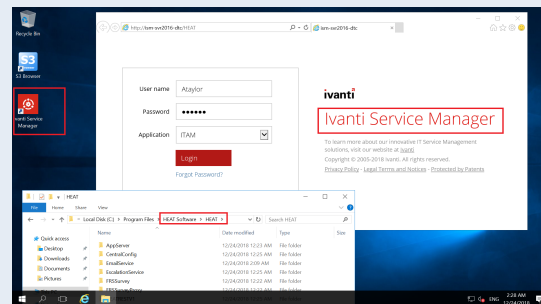 Recycle Bin
S3
S3 Browser
Ivanti Service
Manager
http://ism-svr2016-dtc/HEAT
ism-svr2016-dtc
User name
Ataylor
Password
Application
ITAM
Login
Forgot Password?
ivanti
Ivanti Service Manager
To learn more about our innovative IT Service Management
solutions, visit our website at ivanti
Copyright © 2005-2018 Ivanti. All rights reserved.
Privacy Policy - Legal Terms and Notices - Protected by Patents
HEAT
File Home Share View
Local Disk (C:) > Program Files > HEAT Software > HEAT >
Search HEAT
Name Date modified Type Size
Quick access
Desktop
Downloads
Documents
Pictures
AppServer 12/24/2018 12:23 AM File folder
CentralConfig 12/24/2018 12:25 AM File folder
EmailService 12/24/2018 2:09 AM File folder
EscalationService 12/24/2018 12:25 AM File folder
FRSServer 12/24/2018 12:22 AM File folder
ENG
2:28 AM
12/24/2018